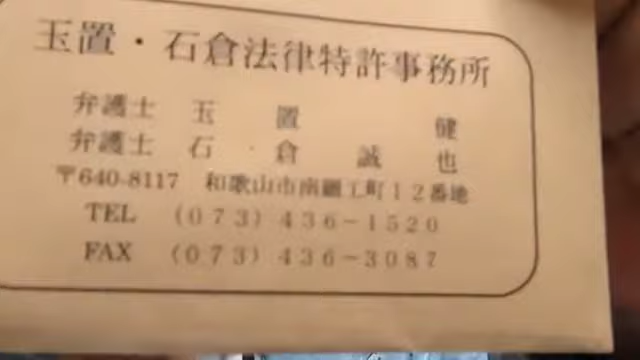 玉置・石倉法律特許事務所
弁護士 玉置 健
弁護士 石倉誠也
〒640-8117 和歌山市南細工町12番地
TEL (073)436-1520
FAX (073)436-3087